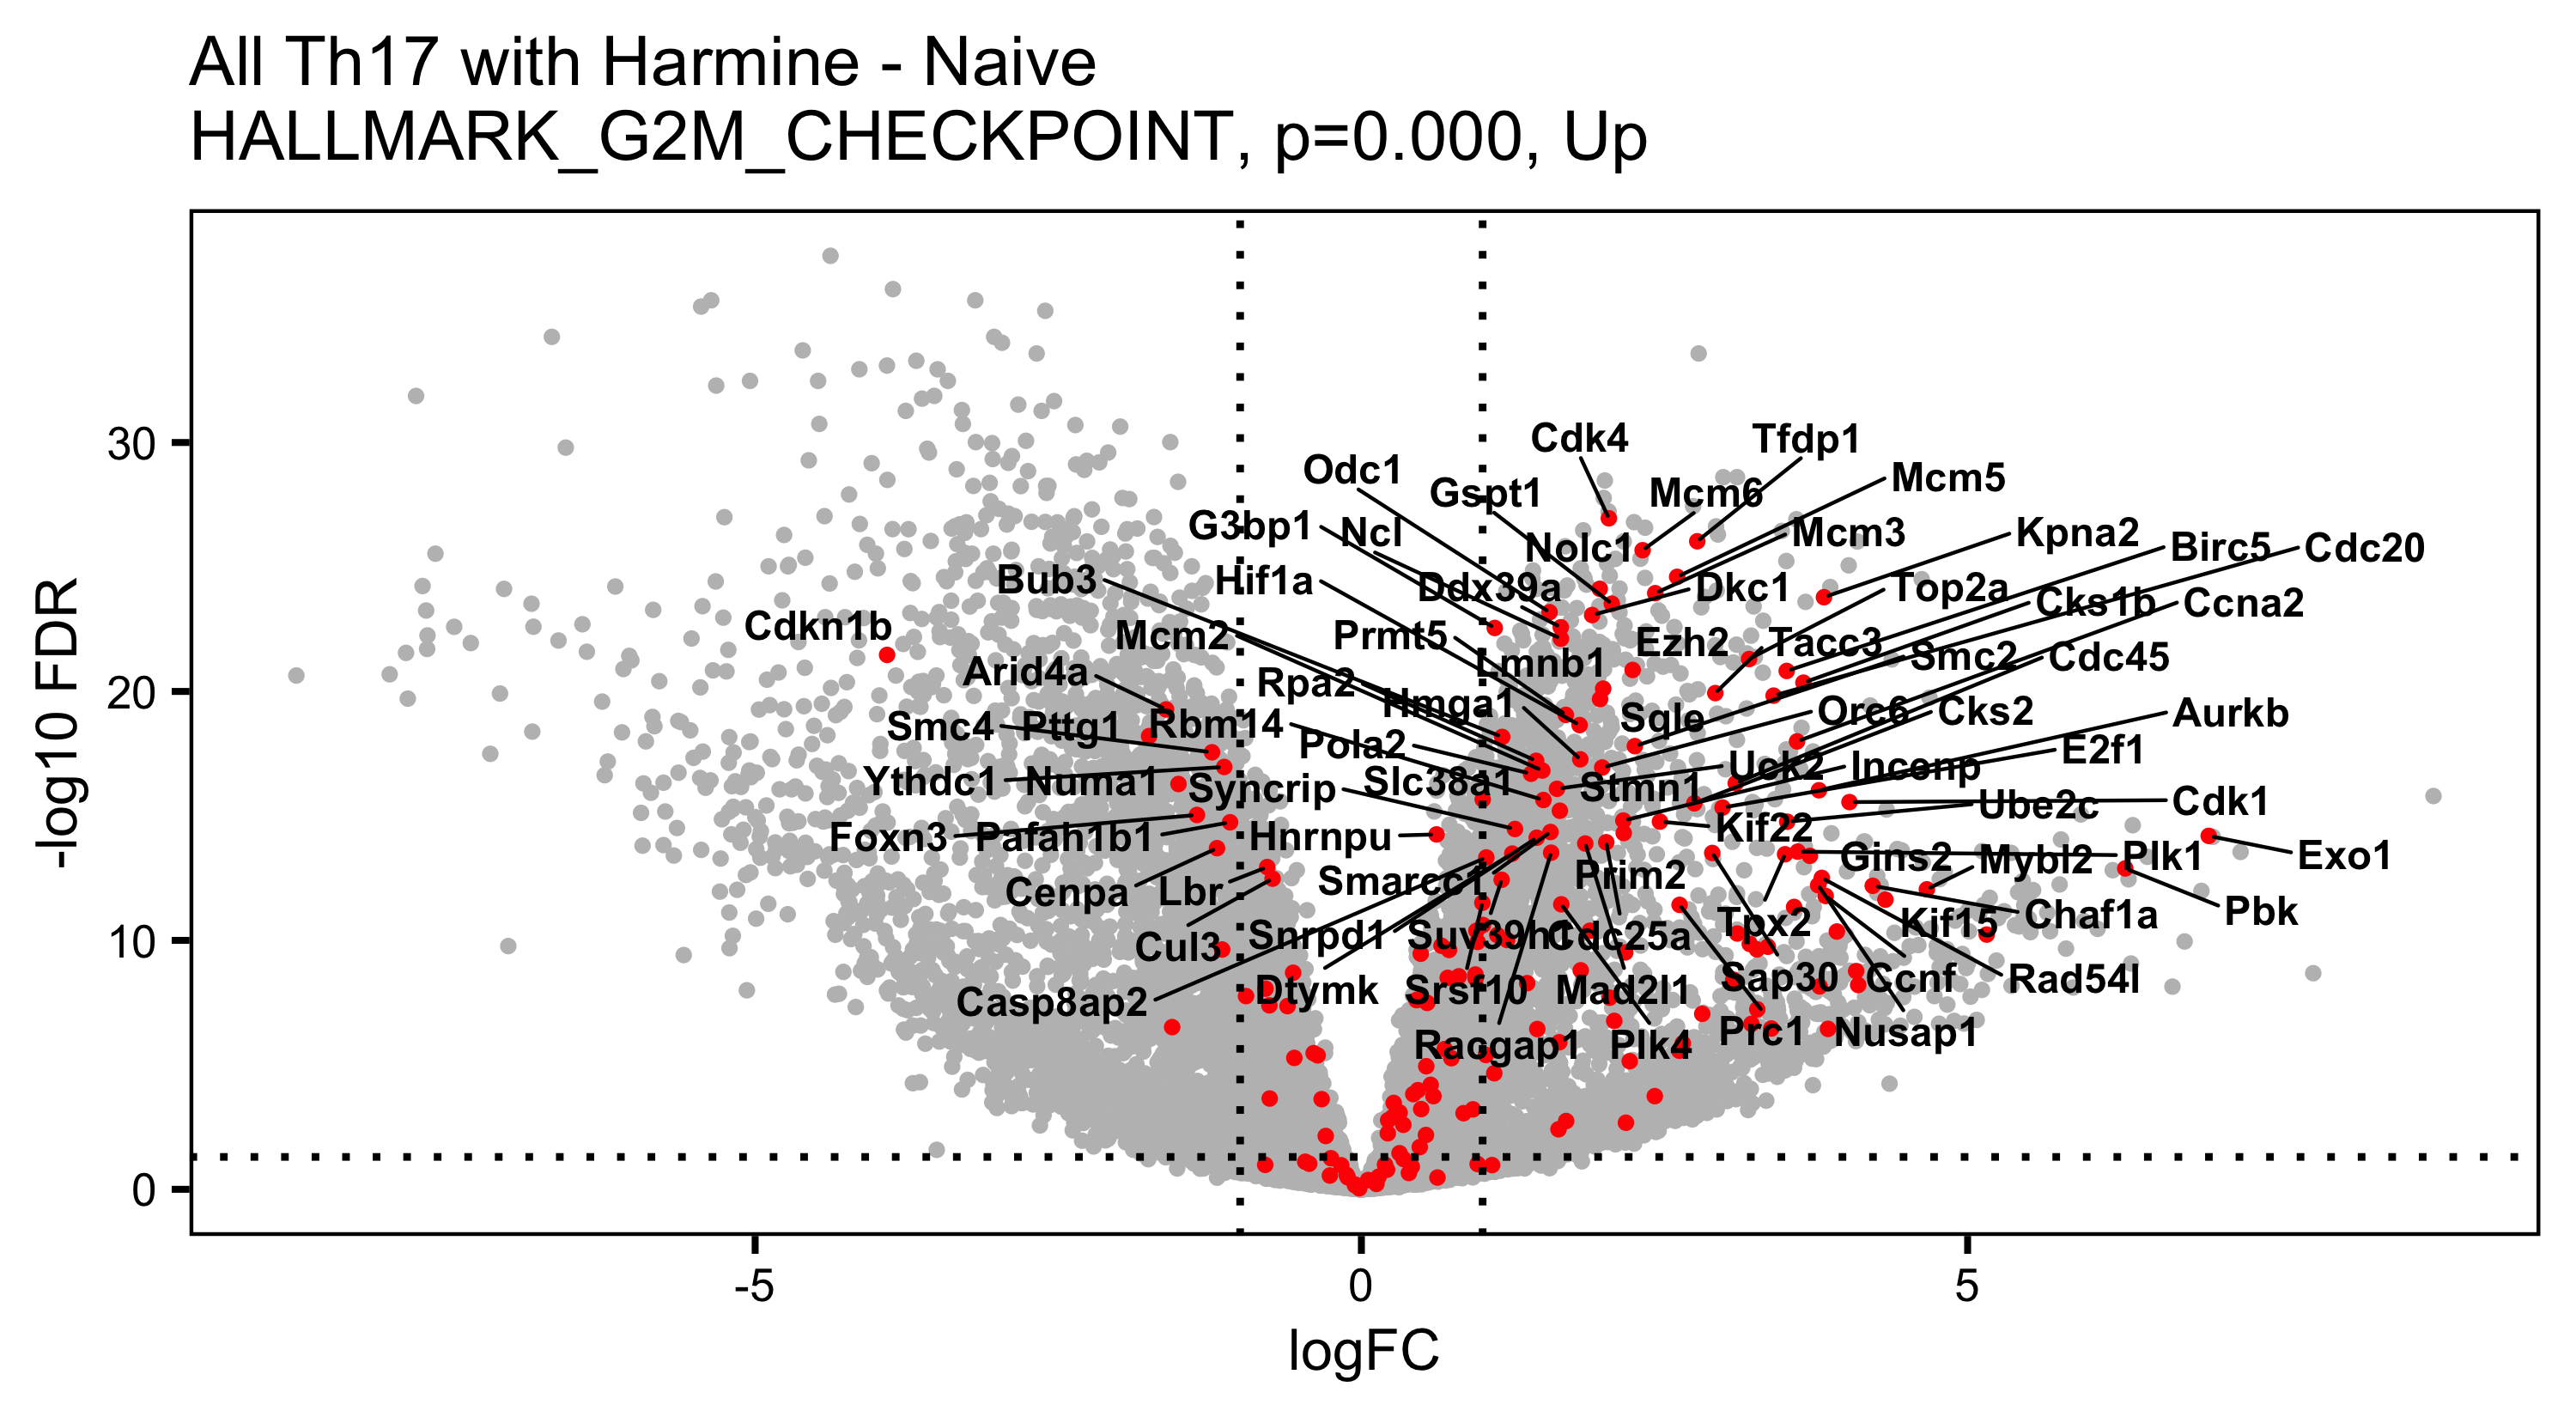 All Th17 with Harmine - Naive
HALLMARK_G2M_CHECKPOINT, p=0.000, Up
-log10 FDR
30
20
10
0
Cdk4
Tfdp1
Odc1
Gspt1
Mcm6
Mcm5
G3bp1
Ncl
Nolc1
Mcm3
Kpna2
Birc5
Cdc20
Bub3
Hif1a
Ddx39a
Dkc1
Top2a
Cks1b
Ccna2
Cdkn1b
Mcm2
Prmt5
Lmnb1
Ezh2
Tacc3
Smc2
Cdc45
Arid4a
Rpa2
Hmga1
Sqle
Orc6
Cks2
Aurkb
Smc4
Pttg1
Rbm14
Pola2
Uck2
Incenp
E2f1
Ythdc1
Numa1
Syncrip
Slc38a1
Stmn1
Ube2c
Cdk1
Foxn3
Pafah1b1
Hnrnpu
Kif22
Gins2
Mybl2
Plk1
Exo1
Cenpa
Lbr
Smarcc1
Prim2
Tpx2
Kif15
Chaf1a
Pbk
Cul3
Snrpd1
Suv39h1
Cdc25a
Casp8ap2
Dtymk
Srsf10
Mad2l1
Sap30
Ccnf
Rad54l
Racgap1
Plk4
Prc1
Nusap1
-5
0
5
logFC